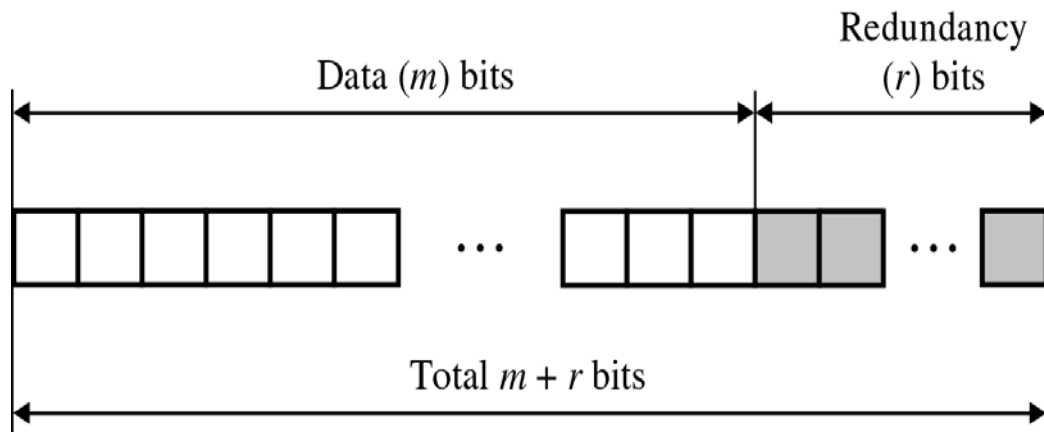 Redundancy
Data (m) bits
(r) bits
...
...
Total m + r bits